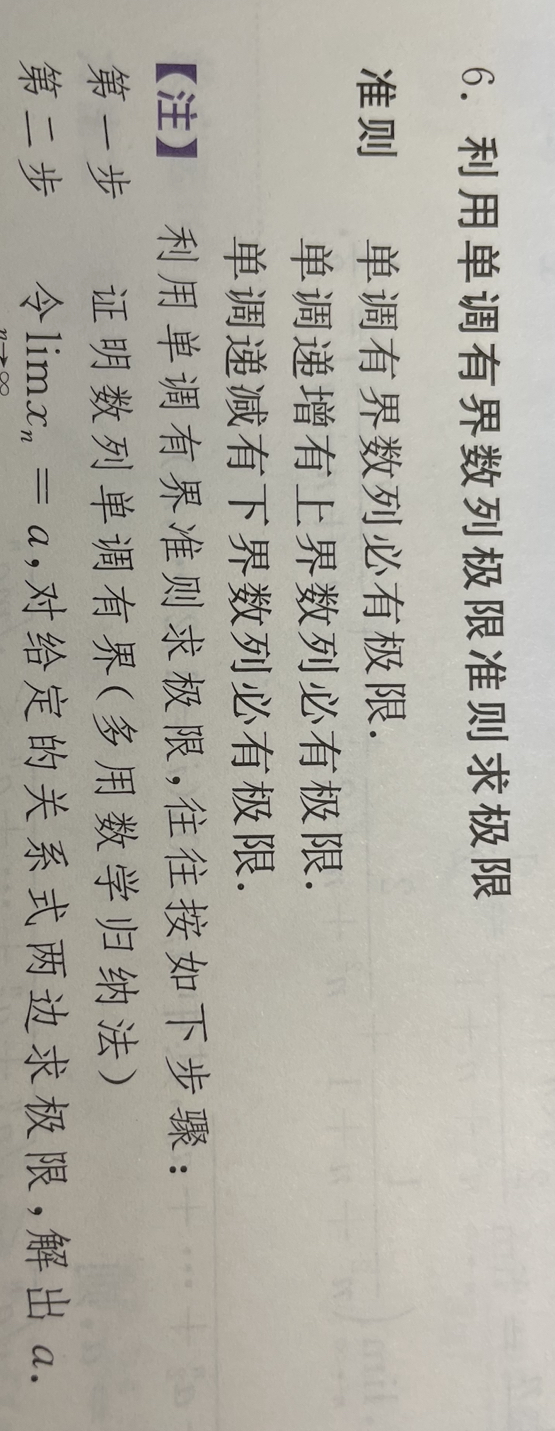 6. 利用单调有界数列极限准则求极限
准则 单调有界数列必有极限.
单调递增有上界数列必有极限.
单调递减有下界数列必有极限.
【注】 利用单调有界准则求极限,往往按如下步骤:
第一步 证明数列单调有界(多用数学归纳法)
第二步 令lim xₙ = a,对给定的关系式两边求极限,解出 a.
n→∞